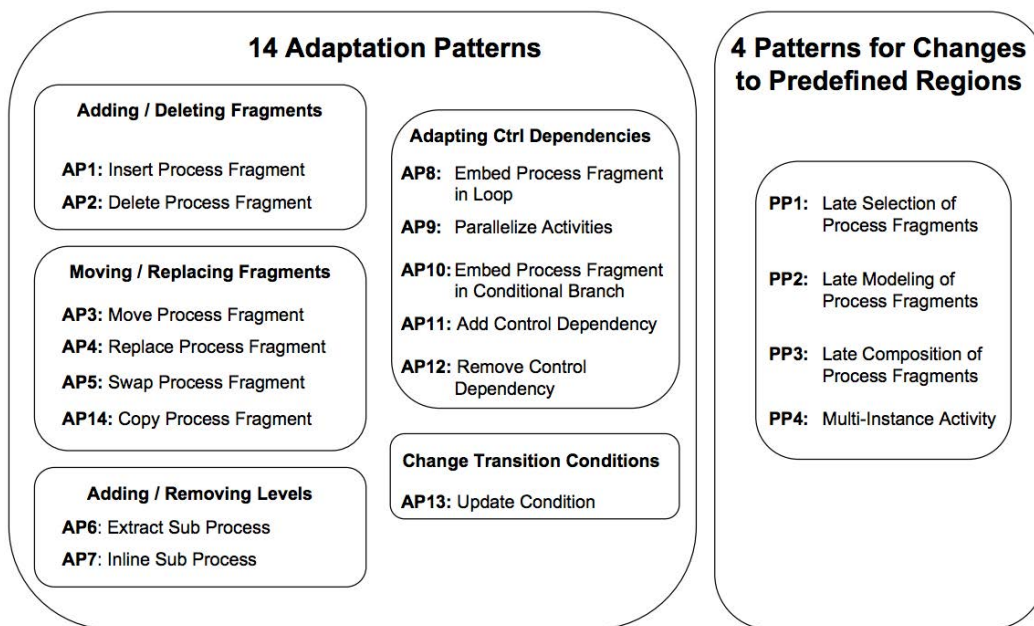 14 Adaptation Patterns
Adding / Deleting Fragments
AP1: Insert Process Fragment
AP2: Delete Process Fragment
Moving / Replacing Fragments
AP3: Move Process Fragment
AP4: Replace Process Fragment
AP5: Swap Process Fragment
AP14: Copy Process Fragment
Adding / Removing Levels
AP6: Extract Sub Process
AP7: Inline Sub Process
Adapting Ctrl Dependencies
AP8: Embed Process Fragment
in Loop
AP9: Parallelize Activities
AP10: Embed Process Fragment
in Conditional Branch
AP11: Add Control Dependency
AP12: Remove Control
Dependency
Change Transition Conditions
AP13: Update Condition
4 Patterns for Changes
to Predefined Regions
PP1: Late Selection of
Process Fragments
PP2: Late Modeling of
Process Fragments
PP3: Late Composition of
Process Fragments
PP4: Multi-Instance Activity